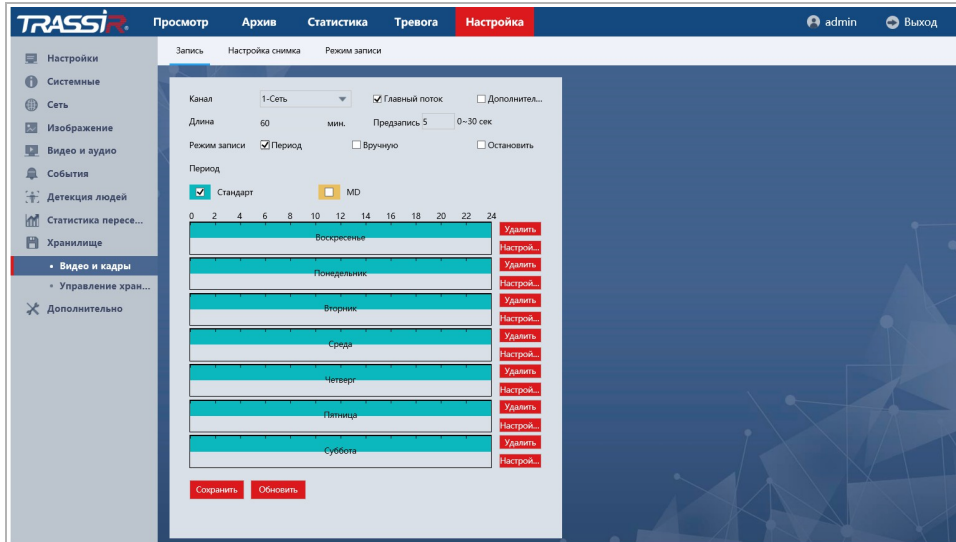 TRASSIR Просмотр Архив Статистика Тревога Настройка admin Выход
Запись Настройка снимка Режим записи
Настройки
Системные
Сеть
Изображение
Видео и аудио
События
Детекция людей
Статистика пересе...
Хранилище
• Видео и кадры
• Управление хран...
Дополнительно
Канал 1-Сеть Главный поток Дополнител...
Длина 60 мин. Предзапись 5 0~30 сек
Режим записи Период Вручную Остановить
Период
Стандарт MD
0 2 4 6 8 10 12 14 16 18 20 22 24
Воскресенье Удалить
Настрой...
Понедельник Удалить
Настрой...
Вторник Удалить
Настрой...
Среда Удалить
Настрой...
Четверг Удалить
Настрой...
Пятница Удалить
Настрой...
Суббота Удалить
Настрой...
Сохранить Обновить